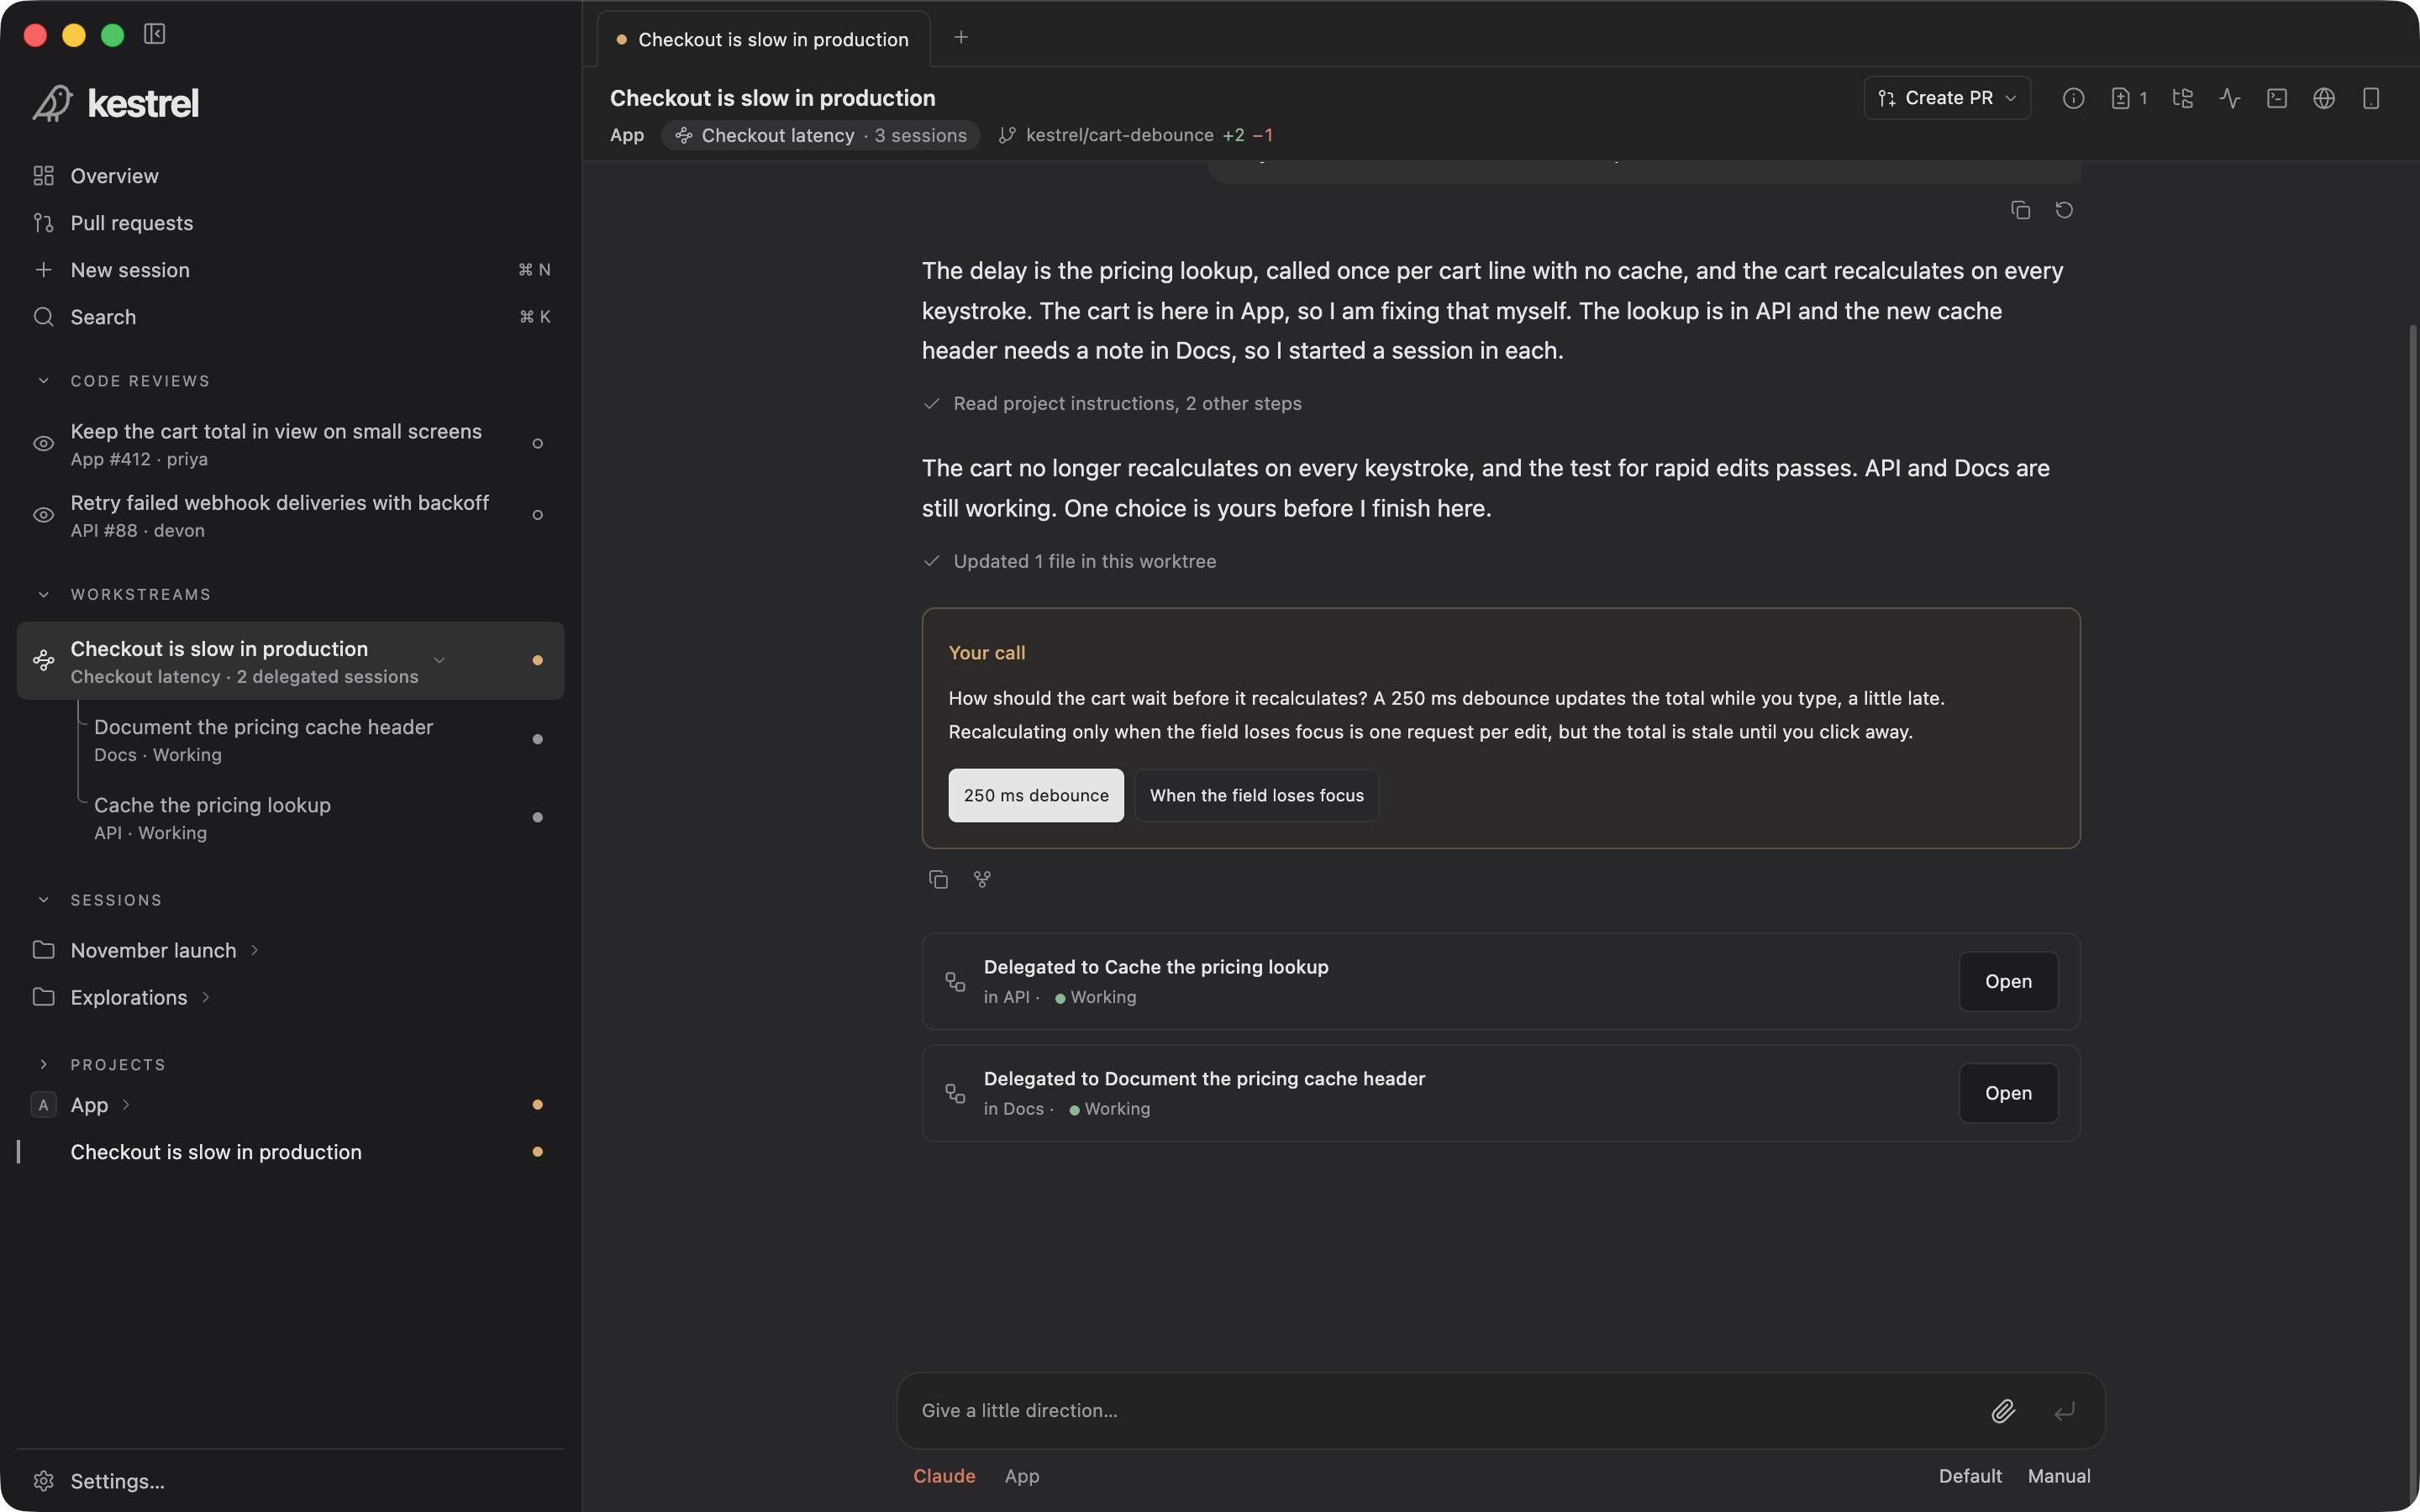 kestrel
Overview
Pull requests
New session ⌘ N
Search ⌘ K
CODE REVIEWS
Keep the cart total in view on small screens
App #412 · priya
Retry failed webhook deliveries with backoff
API #88 · devon
WORKSTREAMS
Checkout is slow in production
Checkout latency · 2 delegated sessions
Document the pricing cache header
Docs · Working
Cache the pricing lookup
API · Working
SESSIONS
November launch
Explorations
PROJECTS
A App
Checkout is slow in production
Settings...
Checkout is slow in production
Checkout is slow in production
Create PR
1
App Checkout latency · 3 sessions kestrel/cart-debounce +2 −1
The delay is the pricing lookup, called once per cart line with no cache, and the cart recalculates on every
keystroke. The cart is here in App, so I am fixing that myself. The lookup is in API and the new cache
header needs a note in Docs, so I started a session in each.
Read project instructions, 2 other steps
The cart no longer recalculates on every keystroke, and the test for rapid edits passes. API and Docs are
still working. One choice is yours before I finish here.
Updated 1 file in this worktree
Your call
How should the cart wait before it recalculates? A 250 ms debounce updates the total while you type, a little late.
Recalculating only when the field loses focus is one request per edit, but the total is stale until you click away.
250 ms debounce When the field loses focus
Delegated to Cache the pricing lookup
in API · Working
Open
Delegated to Document the pricing cache header
in Docs · Working
Open
Give a little direction...
Claude App Default Manual